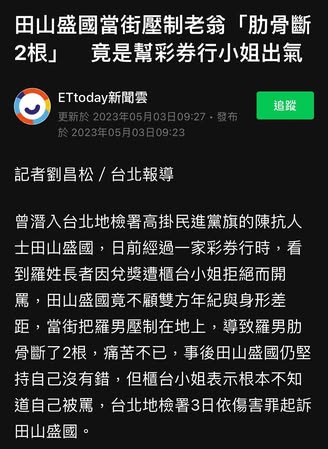 田山盛國當街壓制老翁「肋骨斷
2根」　竟是幫彩券行小姐出氣
ETtoday新聞雲
更新於 2023年05月03日09:27・發布
於 2023年05月03日09:23
追蹤
記者劉昌松／台北報導
曾潛入台北地檢署高掛民進黨旗的陳抗人
士田山盛國，日前經過一家彩券行時，看
到羅姓長者因兌獎遭櫃台小姐拒絕而開
罵，田山盛國竟不顧雙方年紀與身形差
距，當街把羅男壓制在地上，導致羅男肋
骨斷了2根，痛苦不已，事後田山盛國仍堅
持自己沒有錯，但櫃台小姐表示根本不知
道自己被罵，台北地檢署3日依傷害罪起訴
田山盛國。